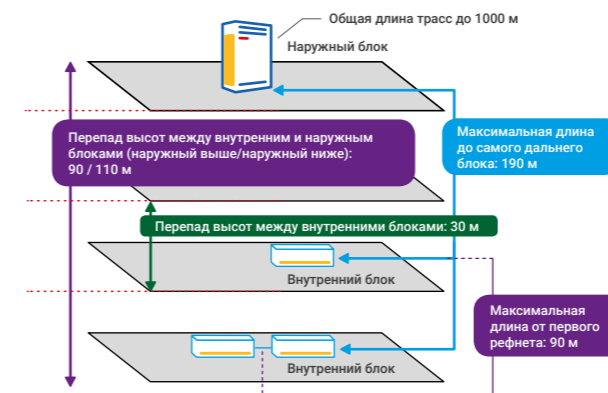 Общая длина трасс до 1000 м
Наружный блок
Перепад высот между внутренним и наружным
блоками (наружный выше/наружный ниже):
90 / 110 м
Максимальная длина
до самого дальнего
блока: 190 м
Перепад высот между внутренними блоками: 30 м
Внутренний блок
Максимальная
длина от первого
рефнета: 90 м
Внутренний блок